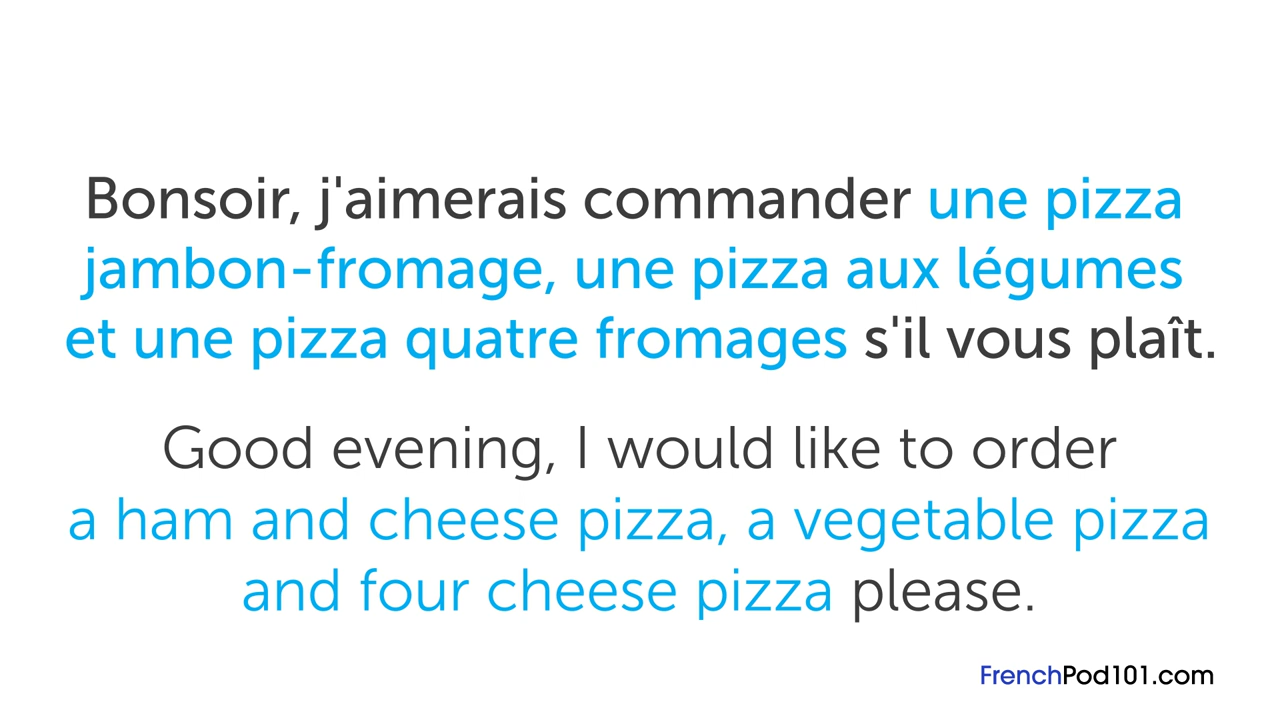 Bonsoir, j'aimerais commander une pizza
jambon-fromage, une pizza aux légumes
et une pizza quatre fromages s'il vous plaît.
Good evening, I would like to order
a ham and cheese pizza, a vegetable pizza
and four cheese pizza please.
FrenchPod101.com